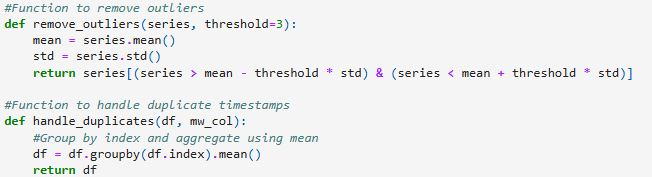 #Function to remove outliers
def remove_outliers(series, threshold=3):
    mean = series.mean()
    std = series.std()
    return series[(series > mean - threshold * std) & (series < mean + threshold * std)]

#Function to handle duplicate timestamps
def handle_duplicates(df, mw_col):
    #Group by index and aggregate using mean
    df = df.groupby(df.index).mean()
    return df